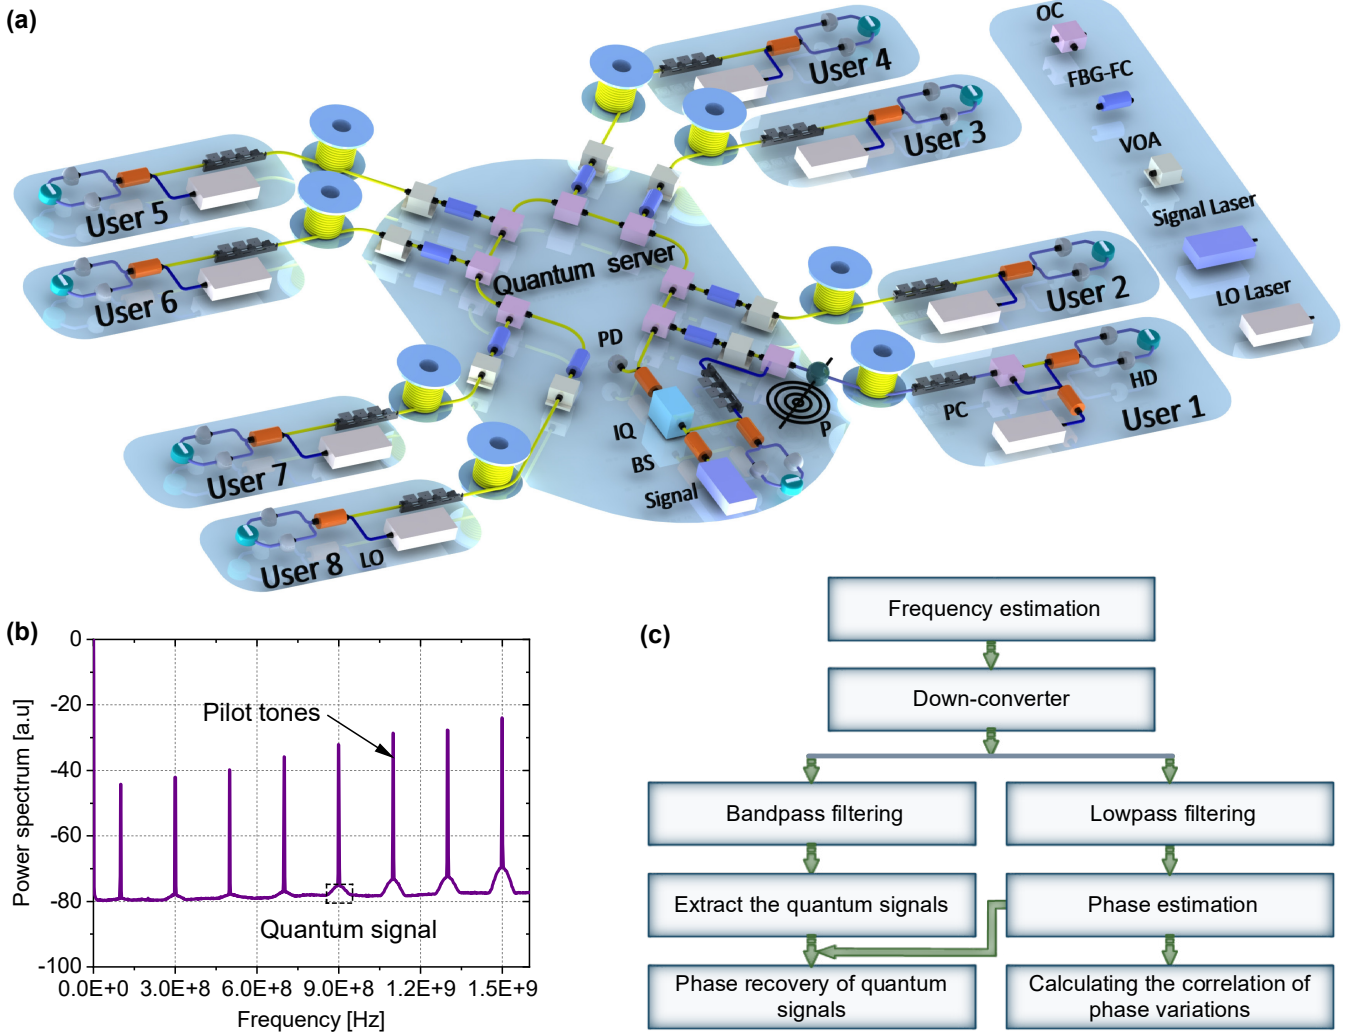 (a)
OC
FBG-FC
VOA
Signal Laser
LO Laser
User 4
User 3
User 5
User 6
Quantum server
User 2
PD
HD
PC
User 1
IQ
P
BS
Signal
User 7
User 8
LO
(b)
Power spectrum [a.u]
0
-20
-40
-60
-80
-100
Pilot tones
Quantum signal
0.0E+0
3.0E+8
6.0E+8
9.0E+8
1.2E+9
1.5E+9
Frequency [Hz]
(c)
Frequency estimation
Down-converter
Bandpass filtering
Lowpass filtering
Extract the quantum signals
Phase estimation
Phase recovery of quantum
signals
Calculating the correlation of
phase variations